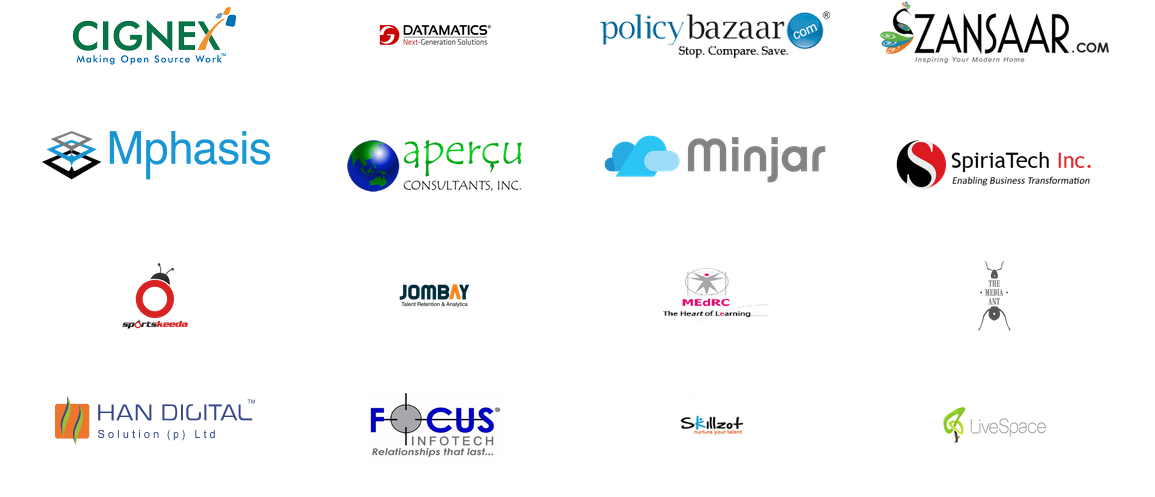 CIGNEX™
Making Open Source Work
DATAMATICS®
Next-Generation Solutions
policybazaar.com®
Stop. Compare. Save.
ZANSAAR.COM
Inspiring Your Modern Home
Mphasis
aperçu
CONSULTANTS, INC.
Minjar
SpiriaTech Inc.
Enabling Business Transformation
sportskeeda
JOMBAY
Talent Retention & Analytics
MEdRC
The Heart of Learning
THE
MEDIA
ANT
HAN DIGITAL™
Solution (p) Ltd
FOCUS®
INFOTECH
Relationships that last...
Skillzot
nurture your talent
LiveSpace